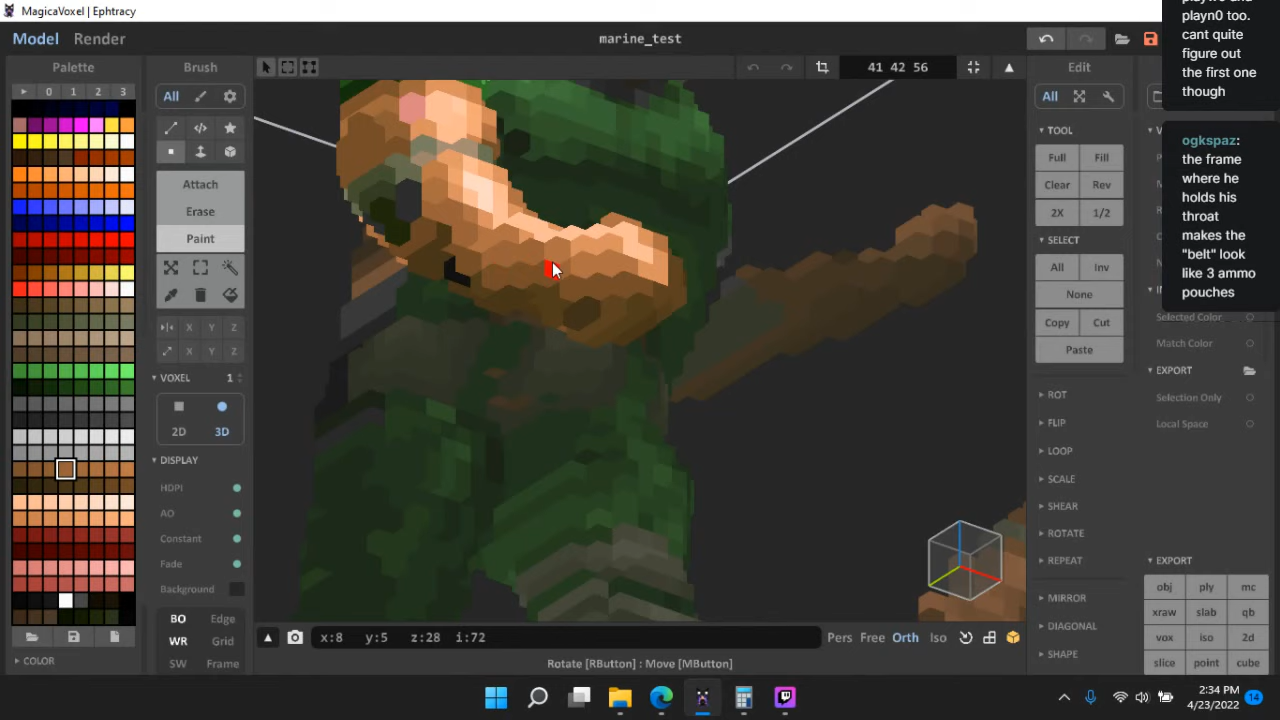 MagicaVoxel | Ephtracy
Model Render
marine_test
playn0 too.
cant quite
figure out
the first one
though
Palette
Brush
41 42 56
Edit
0 1 2 3
All
All
TOOL
Full Fill
Clear Rev
2X 1/2
SELECT
All Inv
None
Copy Cut
Paste
ROT
FLIP
LOOP
SCALE
SHEAR
ROTATE
REPEAT
MIRROR
DIAGONAL
SHAPE
Attach
Erase
Paint
X Y Z
X Y Z
VOXEL 1
2D 3D
DISPLAY
HDPI
AO
Constant
Fade
Background
BO Edge
WR Grid
SW Frame
ogkspaz:
the frame
where he
holds his
throat
makes the
"belt" look
like 3 ammo
pouches
Selected Color
Match Color
EXPORT
Selection Only
Local Space
EXPORT
obj ply mc
xraw slab qb
vox iso 2d
slice point cube
COLOR
x:8 y:5 z:28 i:72
Pers Free Orth Iso
Rotate [RButton] : Move [MButton]
2:34 PM
4/23/2022
14